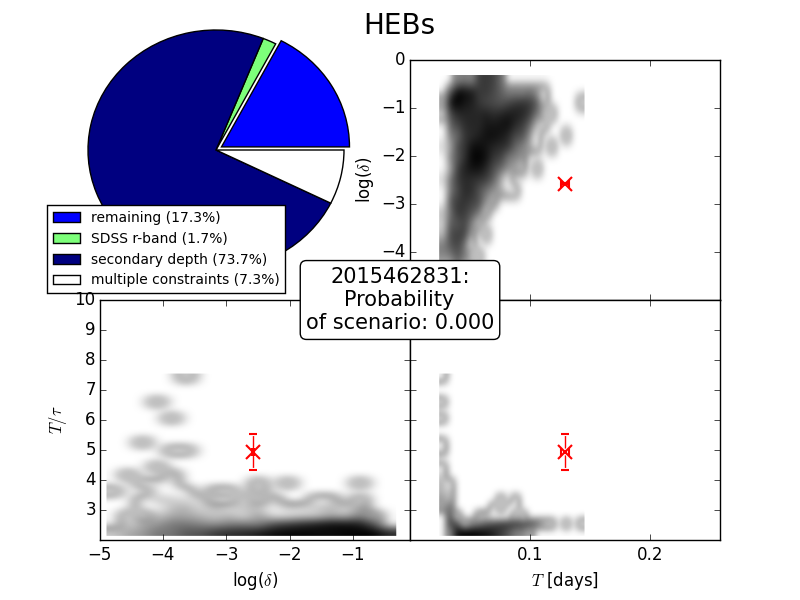 HEBs
remaining (17.3%)
SDSS r-band (1.7%)
secondary depth (73.7%)
multiple constraints (7.3%)
0
−1
−2
−3
−4
log(δ)
2015462831:
Probability
of scenario: 0.000
10
9
8
7
6
5
4
3
T/τ
−5 −4 −3 −2 −1
log(δ)
0.1 0.2
T [days]